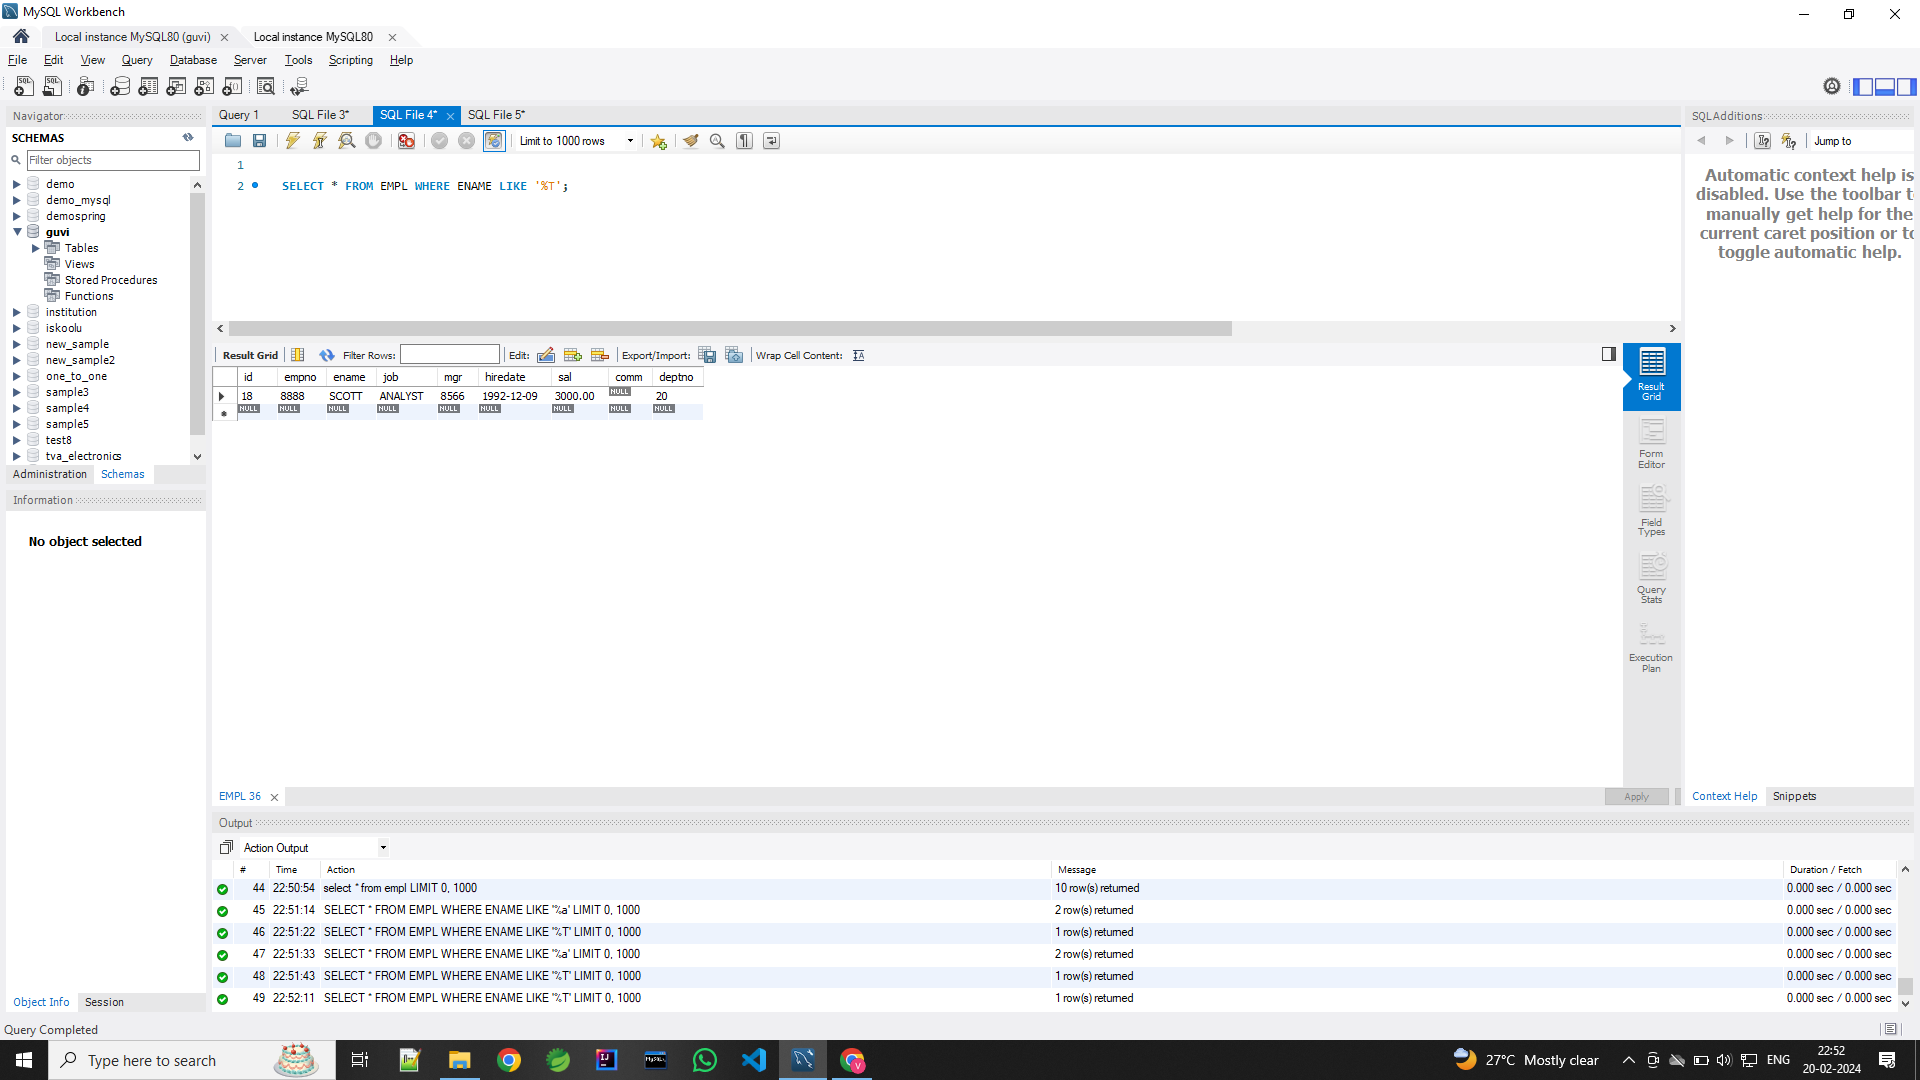 MySQL Workbench
Local instance MySQL80 (guvi)
Local instance MySQL80
File Edit View Query Database Server Tools Scripting Help
Navigator
SCHEMAS
Filter objects
demo
demo_mysql
demospring
guvi
Tables
Views
Stored Procedures
Functions
institution
iskoolu
new_sample
new_sample2
one_to_one
sample3
sample4
sample5
test8
tva_electronics
Administration Schemas
Information
No object selected
Object Info Session
Query 1 SQL File 3* SQL File 4* SQL File 5*
Limit to 1000 rows
1
2 SELECT * FROM EMPL WHERE ENAME LIKE '%T';
Result Grid Filter Rows: Edit: Export/Import: Wrap Cell Content:
id empno ename job mgr hiredate sal comm deptno
18 8888 SCOTT ANALYST 8566 1992-12-09 3000.00 NULL 20
NULL NULL NULL NULL NULL NULL NULL NULL NULL
Result
Grid
Form
Editor
Field
Types
Query
Stats
Execution
Plan
EMPL 36
Apply
SQLAdditions
Jump to
Automatic context help is
disabled. Use the toolbar t
manually get help for the
current caret position or to
toggle automatic help.
Context Help Snippets
Output
Action Output
# Time Action Message Duration / Fetch
44 22:50:54 select * from empl LIMIT 0, 1000 10 row(s) returned 0.000 sec / 0.000 sec
45 22:51:14 SELECT * FROM EMPL WHERE ENAME LIKE '%a' LIMIT 0, 1000 2 row(s) returned 0.000 sec / 0.000 sec
46 22:51:22 SELECT * FROM EMPL WHERE ENAME LIKE '%T' LIMIT 0, 1000 1 row(s) returned 0.000 sec / 0.000 sec
47 22:51:33 SELECT * FROM EMPL WHERE ENAME LIKE '%a' LIMIT 0, 1000 2 row(s) returned 0.000 sec / 0.000 sec
48 22:51:43 SELECT * FROM EMPL WHERE ENAME LIKE '%T' LIMIT 0, 1000 1 row(s) returned 0.000 sec / 0.000 sec
49 22:52:11 SELECT * FROM EMPL WHERE ENAME LIKE '%T' LIMIT 0, 1000 1 row(s) returned 0.000 sec / 0.000 sec
Query Completed
Type here to search
27°C Mostly clear
ENG
22:52
20-02-2024